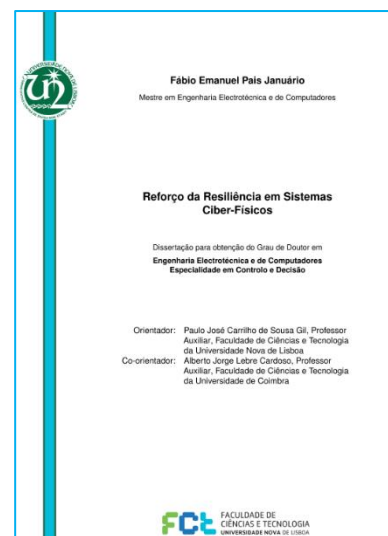 Fábio Emanuel Pais Januário
Mestre em Engenharia Electrotécnica e de Computadores
Reforço da Resiliência em Sistemas
Ciber-Físicos
Dissertação para obtenção do Grau de Doutor em
Engenharia Electrotécnica e de Computadores
Especialidade em Controlo e Decisão
Orientador: Paulo José Carrilho de Sousa Gil, Professor
Auxiliar, Faculdade de Ciências e Tecnologia
da Universidade Nova de Lisboa
Co-orientador: Alberto Jorge Lebre Cardoso, Professor
Auxiliar, Faculdade de Ciências e Tecnologia
da Universidade de Coimbra
FCt
FACULDADE DE
CIÊNCIAS E TECNOLOGIA
UNIVERSIDADE NOVA DE LISBOA